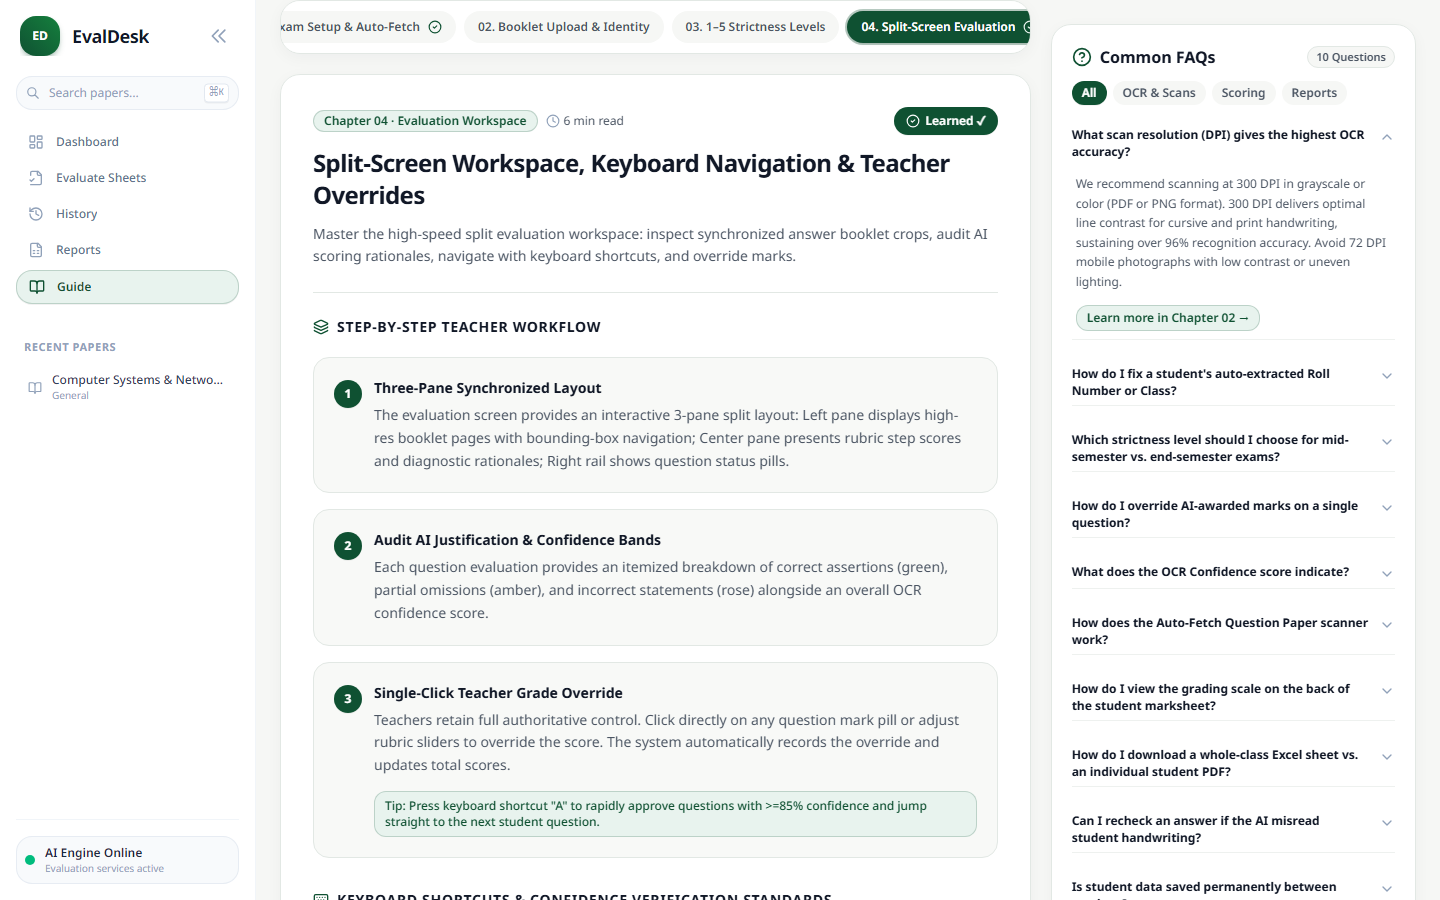 ED
EvalDesk
Search papers...
⌘K
Dashboard
Evaluate Sheets
History
Reports
Guide
RECENT PAPERS
Computer Systems & Netwo...
General
AI Engine Online
Evaluation services active
xam Setup & Auto-Fetch
02. Booklet Upload & Identity
03. 1–5 Strictness Levels
04. Split-Screen Evaluation
Chapter 04 · Evaluation Workspace
6 min read
Learned ✓
Split-Screen Workspace, Keyboard Navigation & Teacher
Overrides
Master the high-speed split evaluation workspace: inspect synchronized answer booklet crops, audit AI
scoring rationales, navigate with keyboard shortcuts, and override marks.
STEP-BY-STEP TEACHER WORKFLOW
1
Three-Pane Synchronized Layout
The evaluation screen provides an interactive 3-pane split layout: Left pane displays high-
res booklet pages with bounding-box navigation; Center pane presents rubric step scores
and diagnostic rationales; Right rail shows question status pills.
2
Audit AI Justification & Confidence Bands
Each question evaluation provides an itemized breakdown of correct assertions (green),
partial omissions (amber), and incorrect statements (rose) alongside an overall OCR
confidence score.
3
Single-Click Teacher Grade Override
Teachers retain full authoritative control. Click directly on any question mark pill or adjust
rubric sliders to override the score. The system automatically records the override and
updates total scores.
Tip: Press keyboard shortcut "A" to rapidly approve questions with >=85% confidence and jump
straight to the next student question.
KEYBOARD SHORTCUTS & CONFIDENCE VERIFICATION STANDARDS
Common FAQs
10 Questions
All
OCR & Scans
Scoring
Reports
What scan resolution (DPI) gives the highest OCR
accuracy?
We recommend scanning at 300 DPI in grayscale or
color (PDF or PNG format). 300 DPI delivers optimal
line contrast for cursive and print handwriting,
sustaining over 96% recognition accuracy. Avoid 72 DPI
mobile photographs with low contrast or uneven
lighting.
Learn more in Chapter 02 →
How do I fix a student's auto-extracted Roll
Number or Class?
Which strictness level should I choose for mid-
semester vs. end-semester exams?
How do I override AI-awarded marks on a single
question?
What does the OCR Confidence score indicate?
How does the Auto-Fetch Question Paper scanner
work?
How do I view the grading scale on the back of
the student marksheet?
How do I download a whole-class Excel sheet vs.
an individual student PDF?
Can I recheck an answer if the AI misread
student handwriting?
Is student data saved permanently between